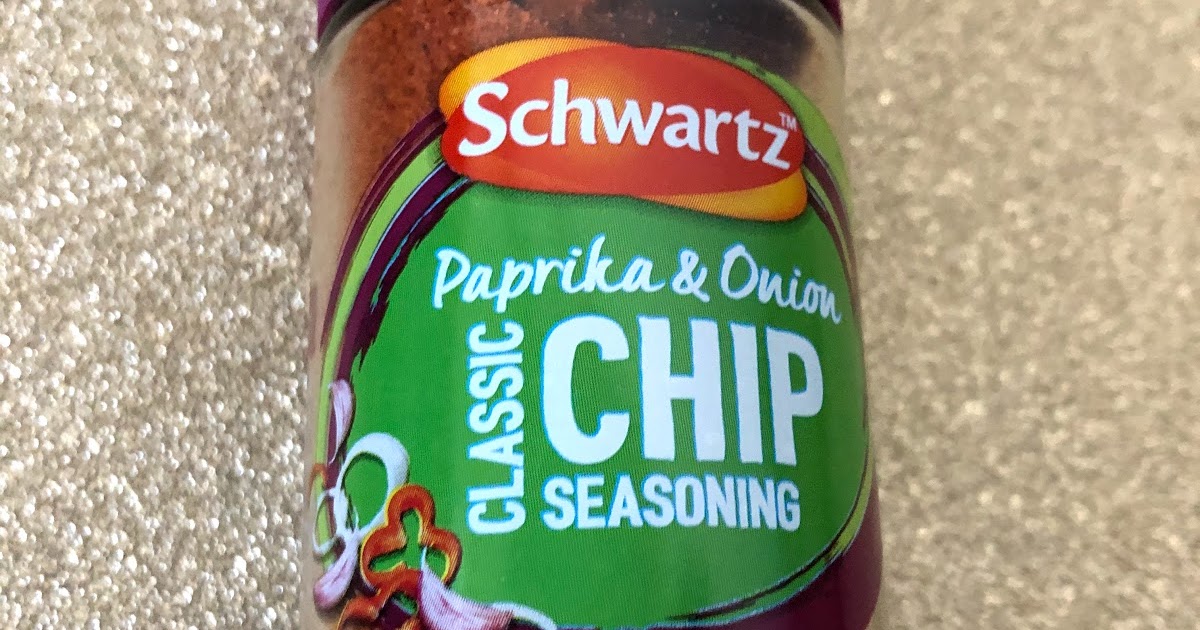 Schwartz™
Paprika & Onion
CLASSIC
CHIP
SEASONING